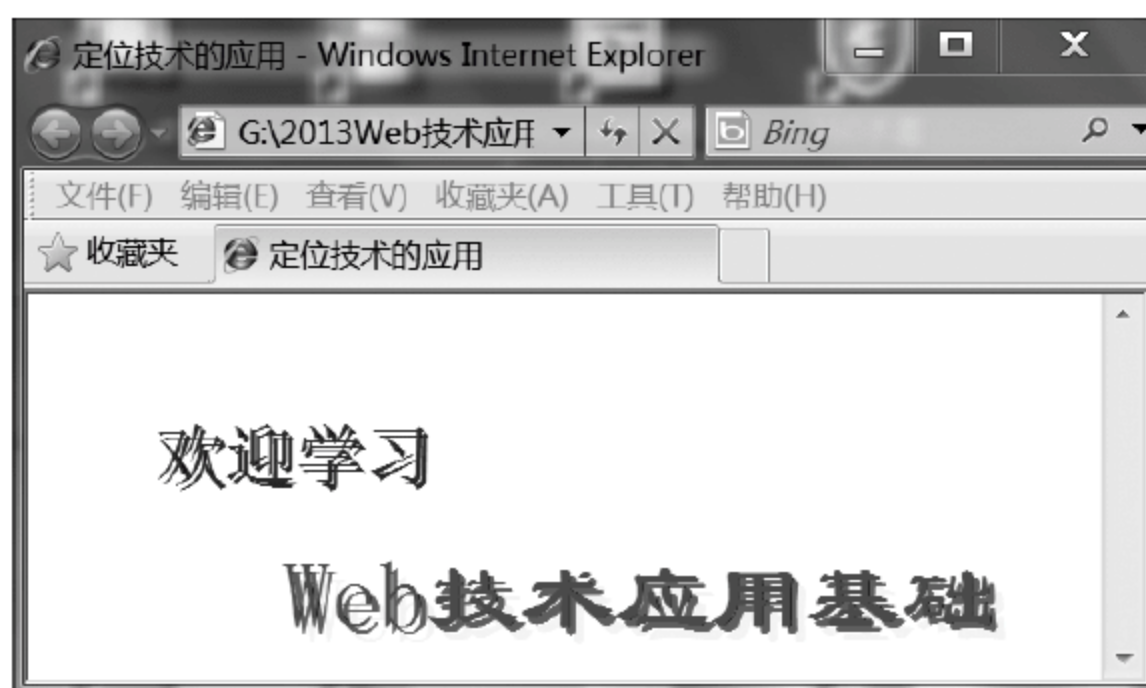 定位技术的应用 - Windows Internet Explorer
G:\2013Web技术应用 Bing
文件(F) 编辑(E) 查看(V) 收藏夹(A) 工具(T) 帮助(H)
收藏夹 定位技术的应用
欢迎学习
Web技术应用基础